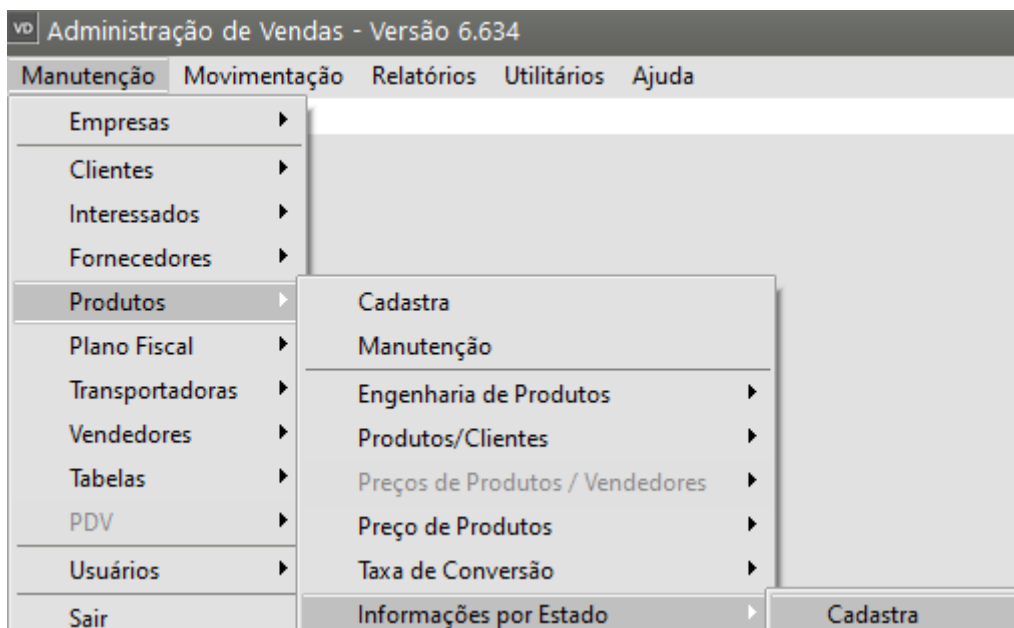 VD Administração de Vendas - Versão 6.634
Manutenção Movimentação Relatórios Utilitários Ajuda
Empresas
Clientes
Interessados
Fornecedores
Produtos
Plano Fiscal
Transportadoras
Vendedores
Tabelas
PDV
Usuários
Sair
Cadastra
Manutenção
Engenharia de Produtos
Produtos/Clientes
Preços de Produtos / Vendedores
Preço de Produtos
Taxa de Conversão
Informações por Estado
Cadastra